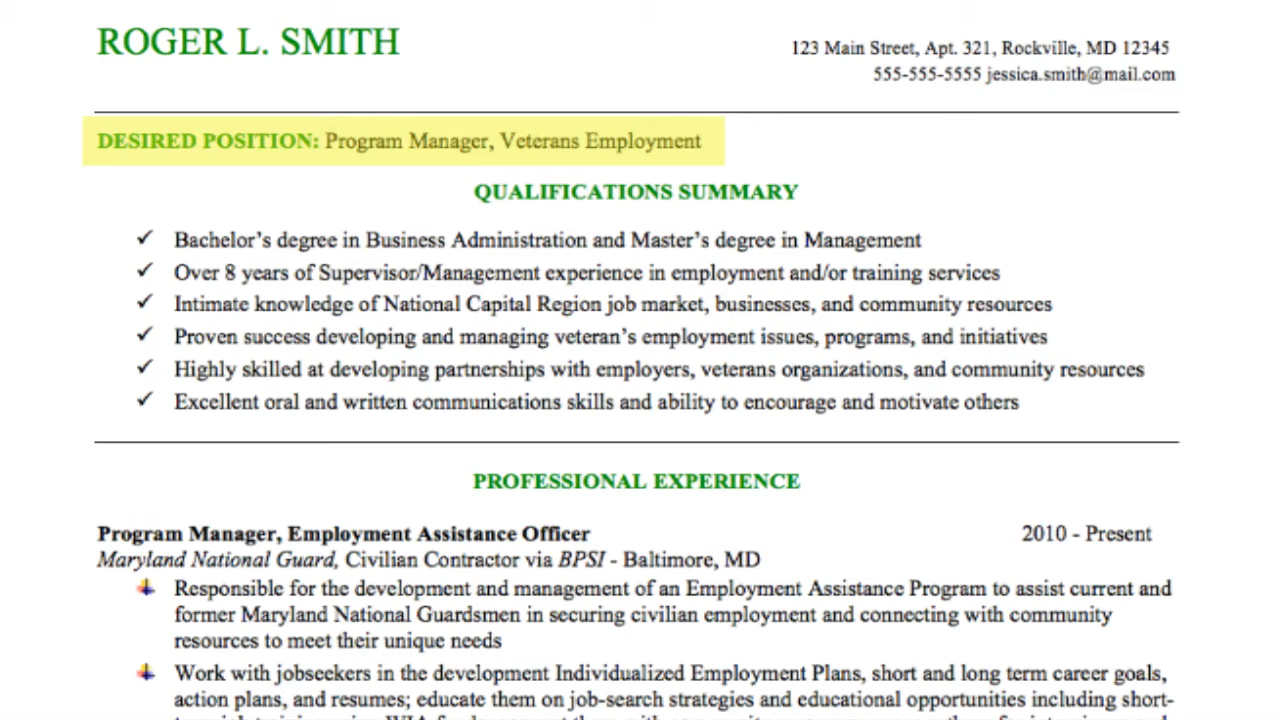 ROGER L. SMITH
123 Main Street, Apt. 321, Rockville, MD 12345
555-555-5555 jessica.smith@mail.com
DESIRED POSITION: Program Manager, Veterans Employment
QUALIFICATIONS SUMMARY
✓ Bachelor's degree in Business Administration and Master's degree in Management
✓ Over 8 years of Supervisor/Management experience in employment and/or training services
✓ Intimate knowledge of National Capital Region job market, businesses, and community resources
✓ Proven success developing and managing veteran's employment issues, programs, and initiatives
✓ Highly skilled at developing partnerships with employers, veterans organizations, and community resources
✓ Excellent oral and written communications skills and ability to encourage and motivate others
PROFESSIONAL EXPERIENCE
Program Manager, Employment Assistance Officer 2010 - Present
Maryland National Guard, Civilian Contractor via BPSI - Baltimore, MD
Responsible for the development and management of an Employment Assistance Program to assist current and
former Maryland National Guardsmen in securing civilian employment and connecting with community
resources to meet their unique needs
Work with jobseekers in the development Individualized Employment Plans, short and long term career goals,
action plans, and resumes; educate them on job-search strategies and educational opportunities including short-